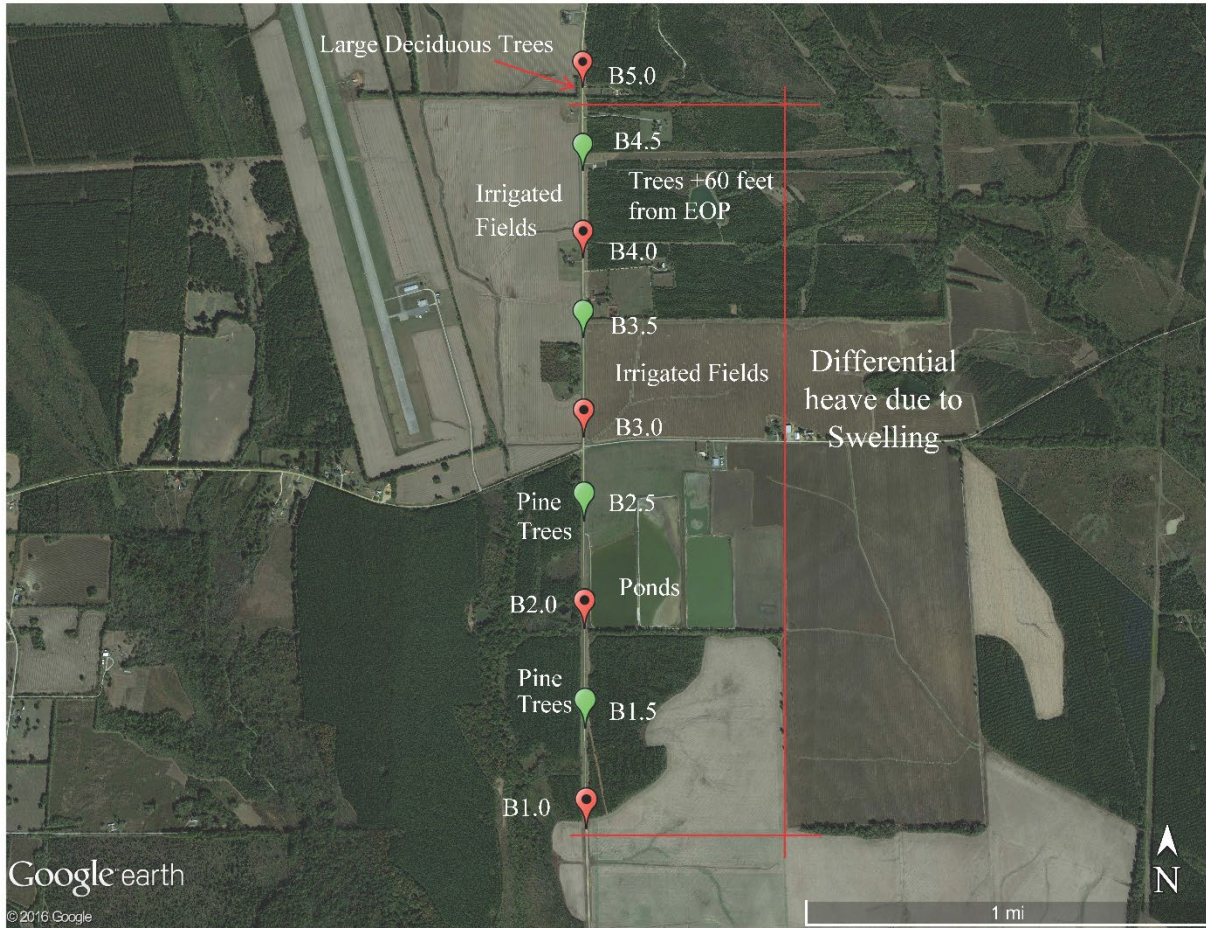 Large Deciduous Trees
B5.0
B4.5
Trees +60 feet
from EOP
Irrigated
Fields
B4.0
B3.5
Irrigated Fields
Differential
heave due to
Swelling
B3.0
Pine
Trees
B2.5
Ponds
B2.0
Pine
Trees
B1.5
B1.0
N
Google earth
© 2016 Google
1 mi